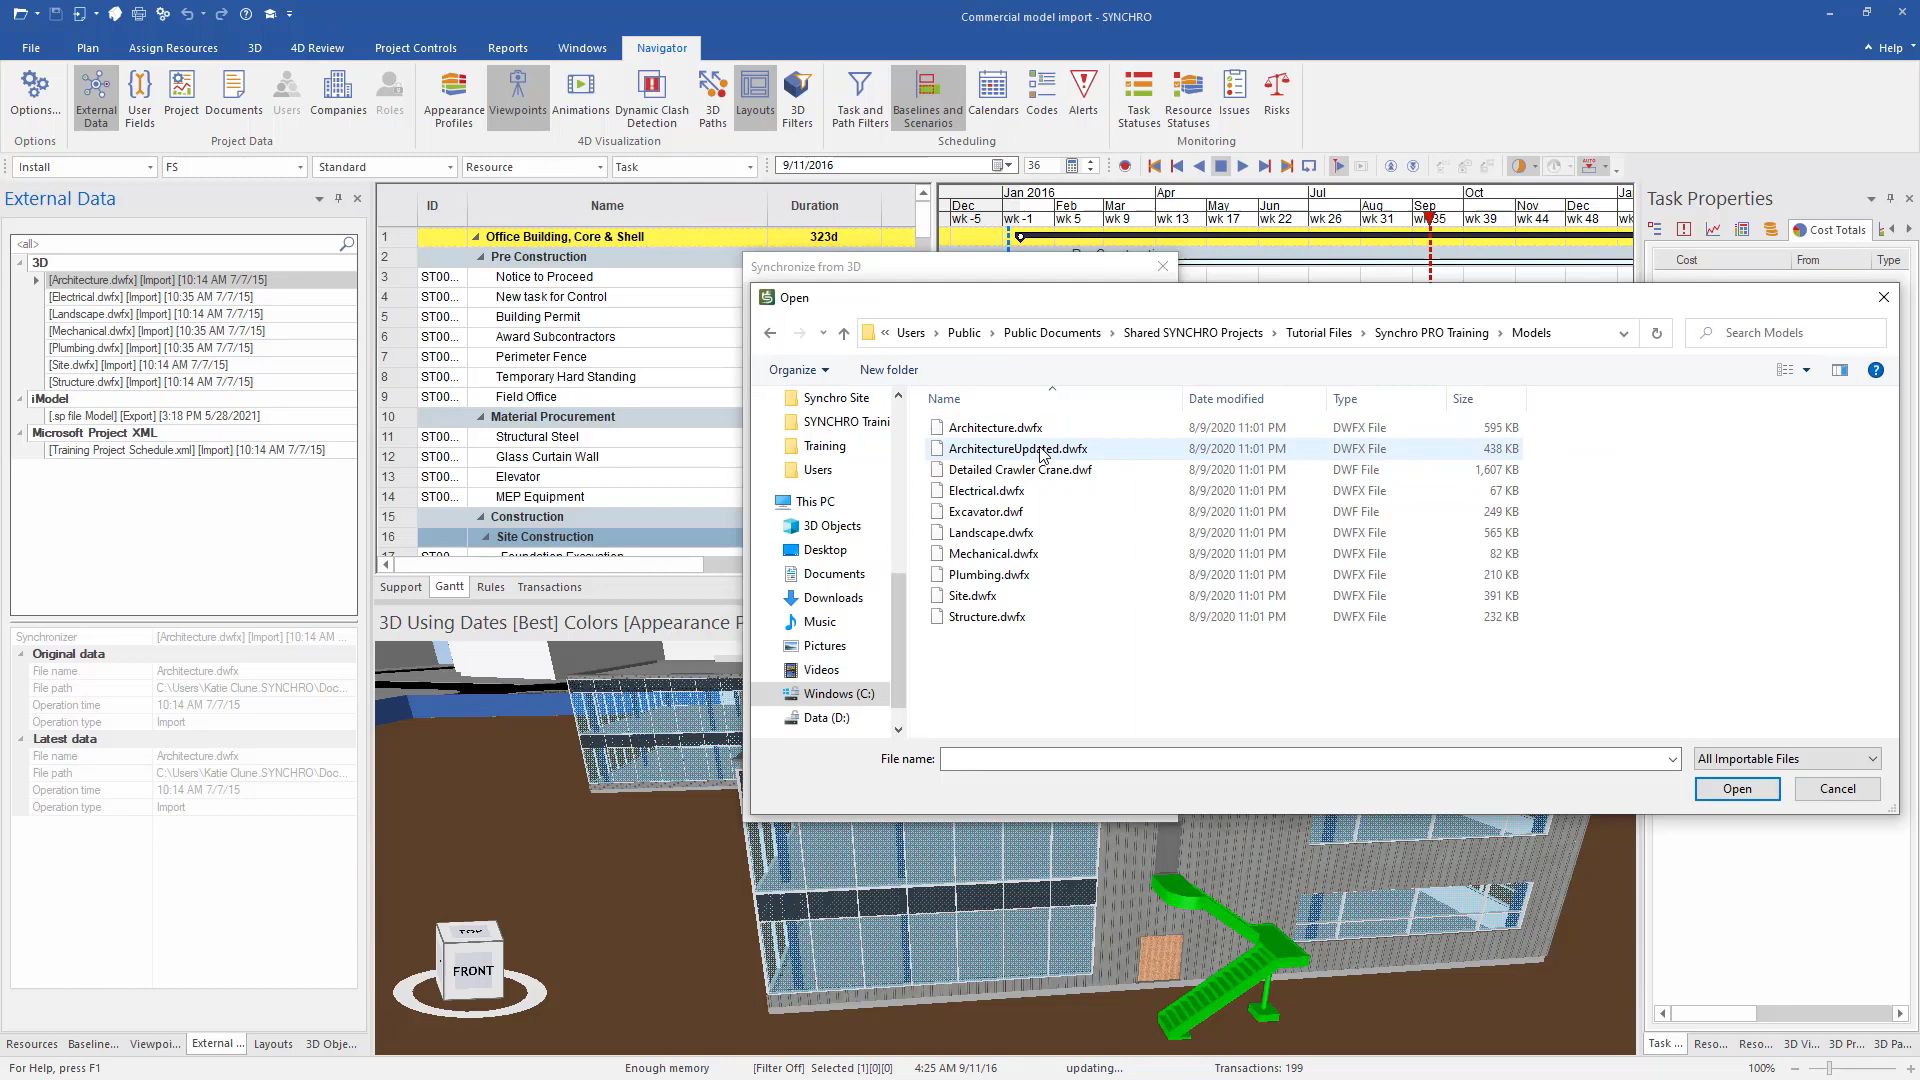 Commercial model import - SYNCHRO
File Plan Assign Resources 3D 4D Review Project Controls Reports Windows Navigator Help
Options... External Data User Fields Project Documents Users Companies Roles Appearance Profiles Viewpoints Animations Dynamic Clash Detection 3D Paths Layouts 3D Filters Task and Path Filters Baselines and Scenarios Calendars Codes Alerts Task Statuses Resource Statuses Issues Risks
Options Project Data 4D Visualization Scheduling Monitoring
Install FS Standard Resource Task 9/11/2016 36 AUTO
External Data
<all>
3D
[Architecture.dwfx] [Import] [10:14 AM 7/7/15]
[Electrical.dwfx] [Import] [10:35 AM 7/7/15]
[Landscape.dwfx] [Import] [10:14 AM 7/7/15]
[Mechanical.dwfx] [Import] [10:35 AM 7/7/15]
[Plumbing.dwfx] [Import] [10:35 AM 7/7/15]
[Site.dwfx] [Import] [10:14 AM 7/7/15]
[Structure.dwfx] [Import] [10:14 AM 7/7/15]
iModel
[.sp file Model] [Export] [3:18 PM 5/28/2021]
Microsoft Project XML
[Training Project Schedule.xml] [Import] [10:19 AM 7/7/15]
Synchronizer [Architecture.dwfx] [Import] [10:14 AM ...
Original data
File name Architecture.dwfx
File path C:\Users\Katie Clune.SYNCHRO\Doc...
Operation time 10:14 AM 7/7/15
Operation type Import
Latest data
File name Architecture.dwfx
File path C:\Users\Katie Clune.SYNCHRO\Doc...
Operation time 10:14 AM 7/7/15
Operation type Import
Resources Baseline... Viewpoi... External ... Layouts 3D Obje...
ID Name Duration
1 Office Building, Core & Shell 323d
2 Pre Construction
3 ST00... Notice to Proceed
4 ST00... New task for Control
5 ST00... Building Permit
6 ST00... Award Subcontractors
7 ST00... Perimeter Fence
8 ST00... Temporary Hard Standing
9 ST00... Field Office
10 Material Procurement
11 ST00... Structural Steel
12 ST00... Glass Curtain Wall
13 ST00... Elevator
14 ST00... MEP Equipment
15 Construction
16 Site Construction
Support Gantt Rules Transactions
Jan 2016 Apr Jul Oct
Dec Feb Mar May Jun Aug Sep Nov Dec
wk -5 wk -1 wk 5 wk 9 wk 13 wk 17 wk 22 wk 26 wk 31 wk 35 wk 39 wk 44 wk 48
3D Using Dates [Best] Colors [Appearance P
TOP
FRONT
Synchronize from 3D
Open
« Users Public Public Documents Shared SYNCHRO Projects Tutorial Files Synchro PRO Training Models Search Models
Organize New folder
Synchro Site
SYNCHRO Traini
Training
Users
This PC
3D Objects
Desktop
Documents
Downloads
Music
Pictures
Videos
Windows (C:)
Data (D:)
Name Date modified Type Size
Architecture.dwfx 8/9/2020 11:01 PM DWFX File 595 KB
ArchitectureUpdated.dwfx 8/9/2020 11:01 PM DWFX File 438 KB
Detailed Crawler Crane.dwf 8/9/2020 11:01 PM DWF File 1,607 KB
Electrical.dwfx 8/9/2020 11:01 PM DWFX File 67 KB
Excavator.dwf 8/9/2020 11:01 PM DWF File 249 KB
Landscape.dwfx 8/9/2020 11:01 PM DWFX File 565 KB
Mechanical.dwfx 8/9/2020 11:01 PM DWFX File 82 KB
Plumbing.dwfx 8/9/2020 11:01 PM DWFX File 210 KB
Site.dwfx 8/9/2020 11:01 PM DWFX File 391 KB
Structure.dwfx 8/9/2020 11:01 PM DWFX File 232 KB
File name: All Importable Files
Open Cancel
Task Properties
Cost Totals
Cost From Type
Task ... Reso... Reso... 3D Vi... 3D Pr... 3D Pa...
For Help, press F1 Enough memory [Filter Off] Selected [1][0][0] 4:25 AM 9/11/16 updating... Transactions: 199 100%